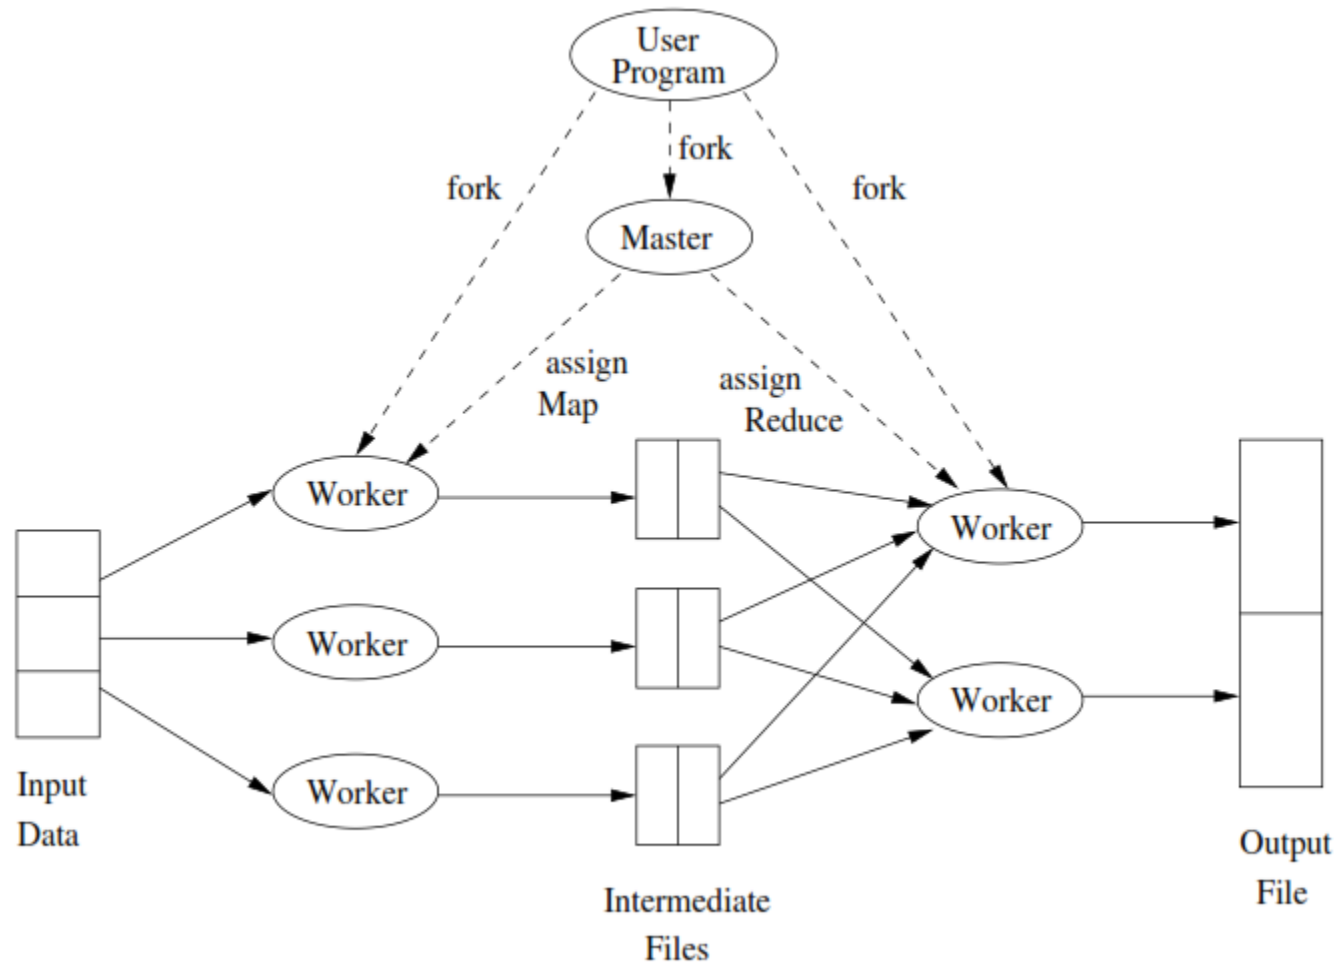 User
Program
fork
fork
fork
Master
assign
Map
assign
Reduce
Worker
Worker
Worker
Worker
Worker
Input
Data
Intermediate
Files
Output
File